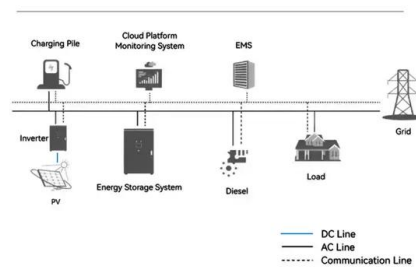 Charging Pile
Cloud Platform
Monitoring System
EMS
Grid
Inverter
PV
Energy Storage System
Diesel
Load
DC Line
AC Line
Communication Line